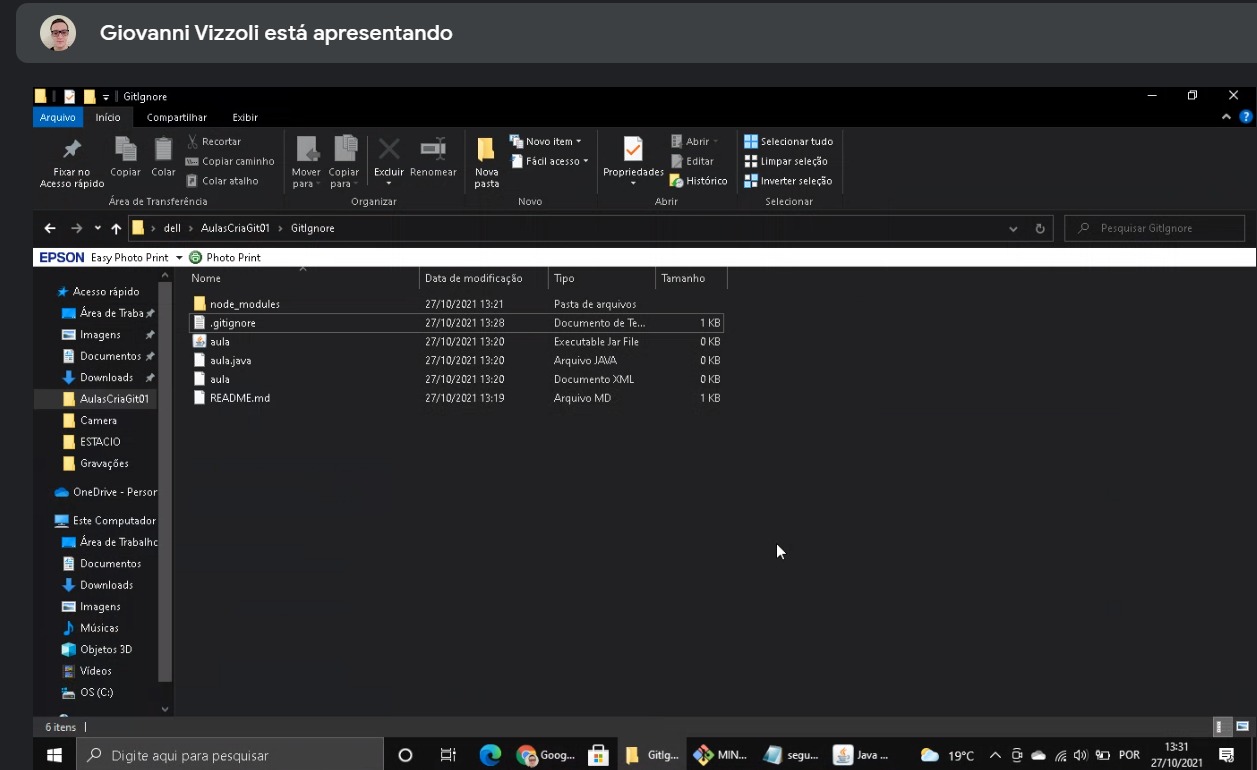 Giovanni Vizzoli está apresentando
GitIgnore
Arquivo Início Compartilhar Exibir
Fixar no Acesso rápido
Copiar
Colar
Recortar
Copiar caminho
Colar atalho
Mover para
Copiar para
Excluir
Renomear
Nova pasta
Novo item
Fácil acesso
Propriedades
Abrir
Editar
Histórico
Selecionar tudo
Limpar seleção
Inverter seleção
Área de Transferência Organizar Novo Abrir Selecionar
dell › AulasCriaGit01 › GitIgnore
Pesquisar GitIgnore
EPSON Easy Photo Print Photo Print
Nome Data de modificação Tipo Tamanho
node_modules 27/10/2021 13:21 Pasta de arquivos
.gitignore 27/10/2021 13:28 Documento de Te... 1 KB
aula 27/10/2021 13:20 Executable Jar File 0 KB
aula.java 27/10/2021 13:20 Arquivo JAVA 0 KB
aula 27/10/2021 13:20 Documento XML 0 KB
README.md 27/10/2021 13:19 Arquivo MD 1 KB
Acesso rápido
Área de Traba
Imagens
Documentos
Downloads
AulasCriaGit01
Camera
ESTACIO
Gravações
OneDrive - Person
Este Computador
Área de Trabalho
Documentos
Downloads
Imagens
Músicas
Objetos 3D
Vídeos
OS (C:)
6 itens
Digite aqui para pesquisar
Goog...
GitIg...
MIN...
segu...
Java ...
19°C
POR
13:31
27/10/2021